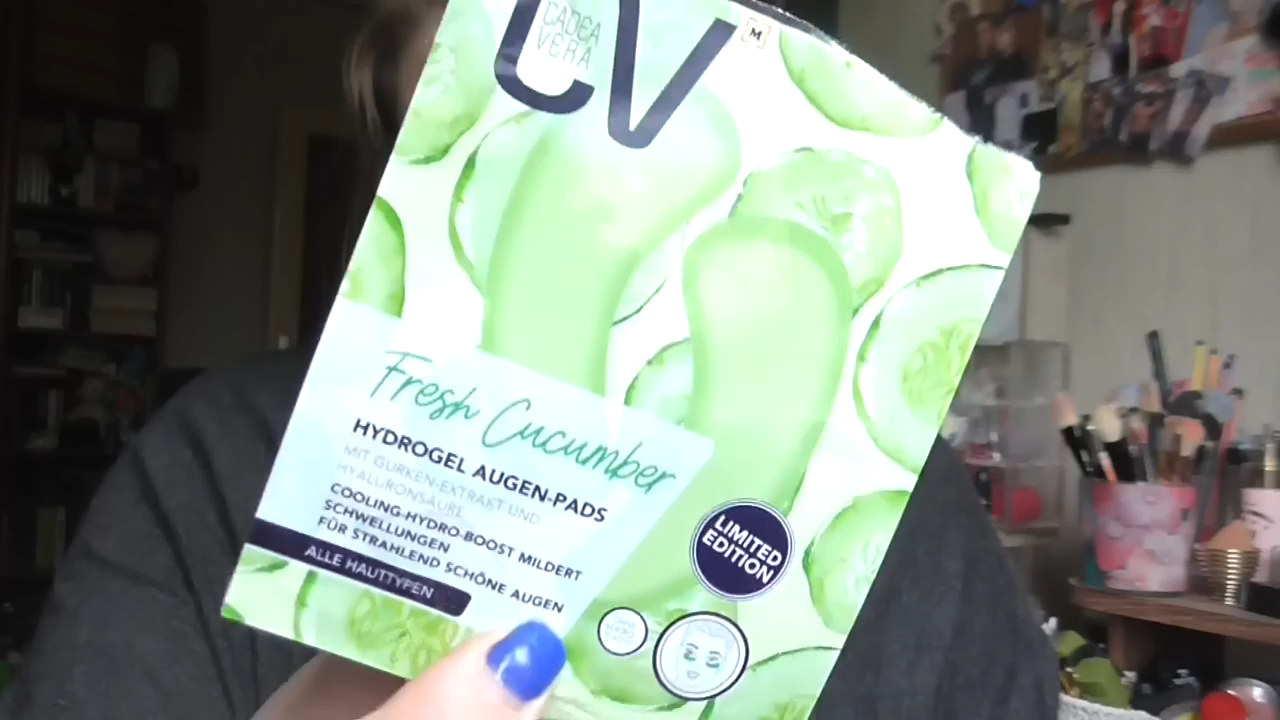 CV
CADEA
VERA
M
Fresh Cucumber
HYDROGEL AUGEN-PADS
MIT GURKEN-EXTRAKT UND
HYALURONSÄURE
COOLING-HYDRO-BOOST MILDERT
SCHWELLUNGEN
FÜR STRAHLEND SCHÖNE AUGEN
ALLE HAUTTYPEN
LIMITED
EDITION